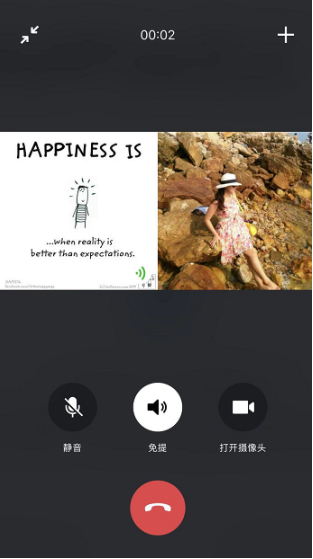 00:02
HAPPINESS IS
...when reality is
better than expectations.
静音
免提
打开摄像头